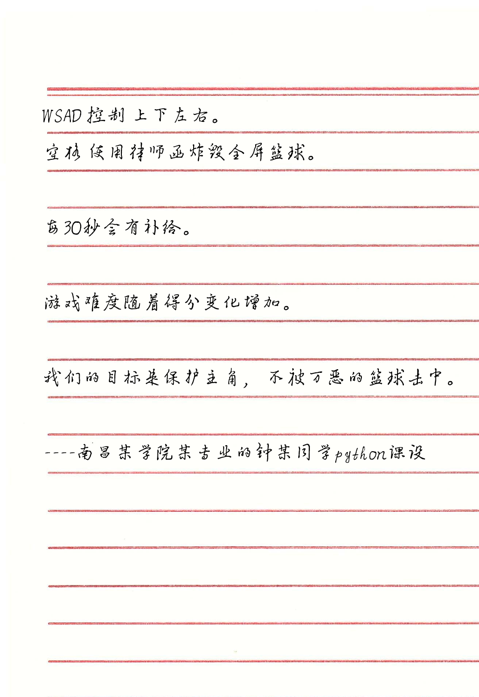 WSAD控制上下左右。
空格使用律师函炸毁全屏篮球。
每30秒会有补给。
游戏难度随着得分变化增加。
我们的目标是保护主角，不被万恶的篮球击中。
----南昌某学院某专业的钟某同学python课设